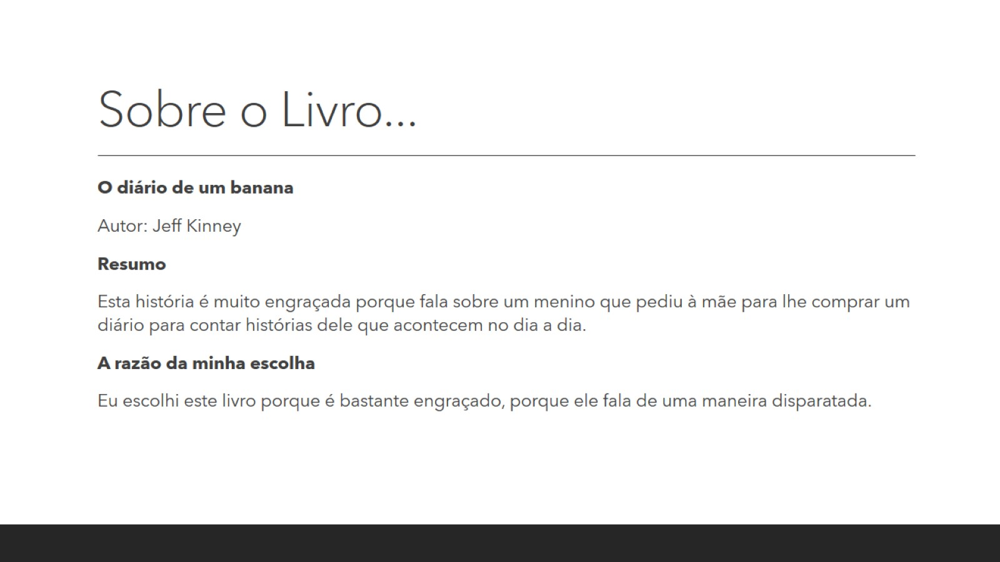 Sobre o Livro...
O diário de um banana
Autor: Jeff Kinney
Resumo
Esta história é muito engraçada porque fala sobre um menino que pediu à mãe para lhe comprar um
diário para contar histórias dele que acontecem no dia a dia.
A razão da minha escolha
Eu escolhi este livro porque é bastante engraçado, porque ele fala de uma maneira disparatada.